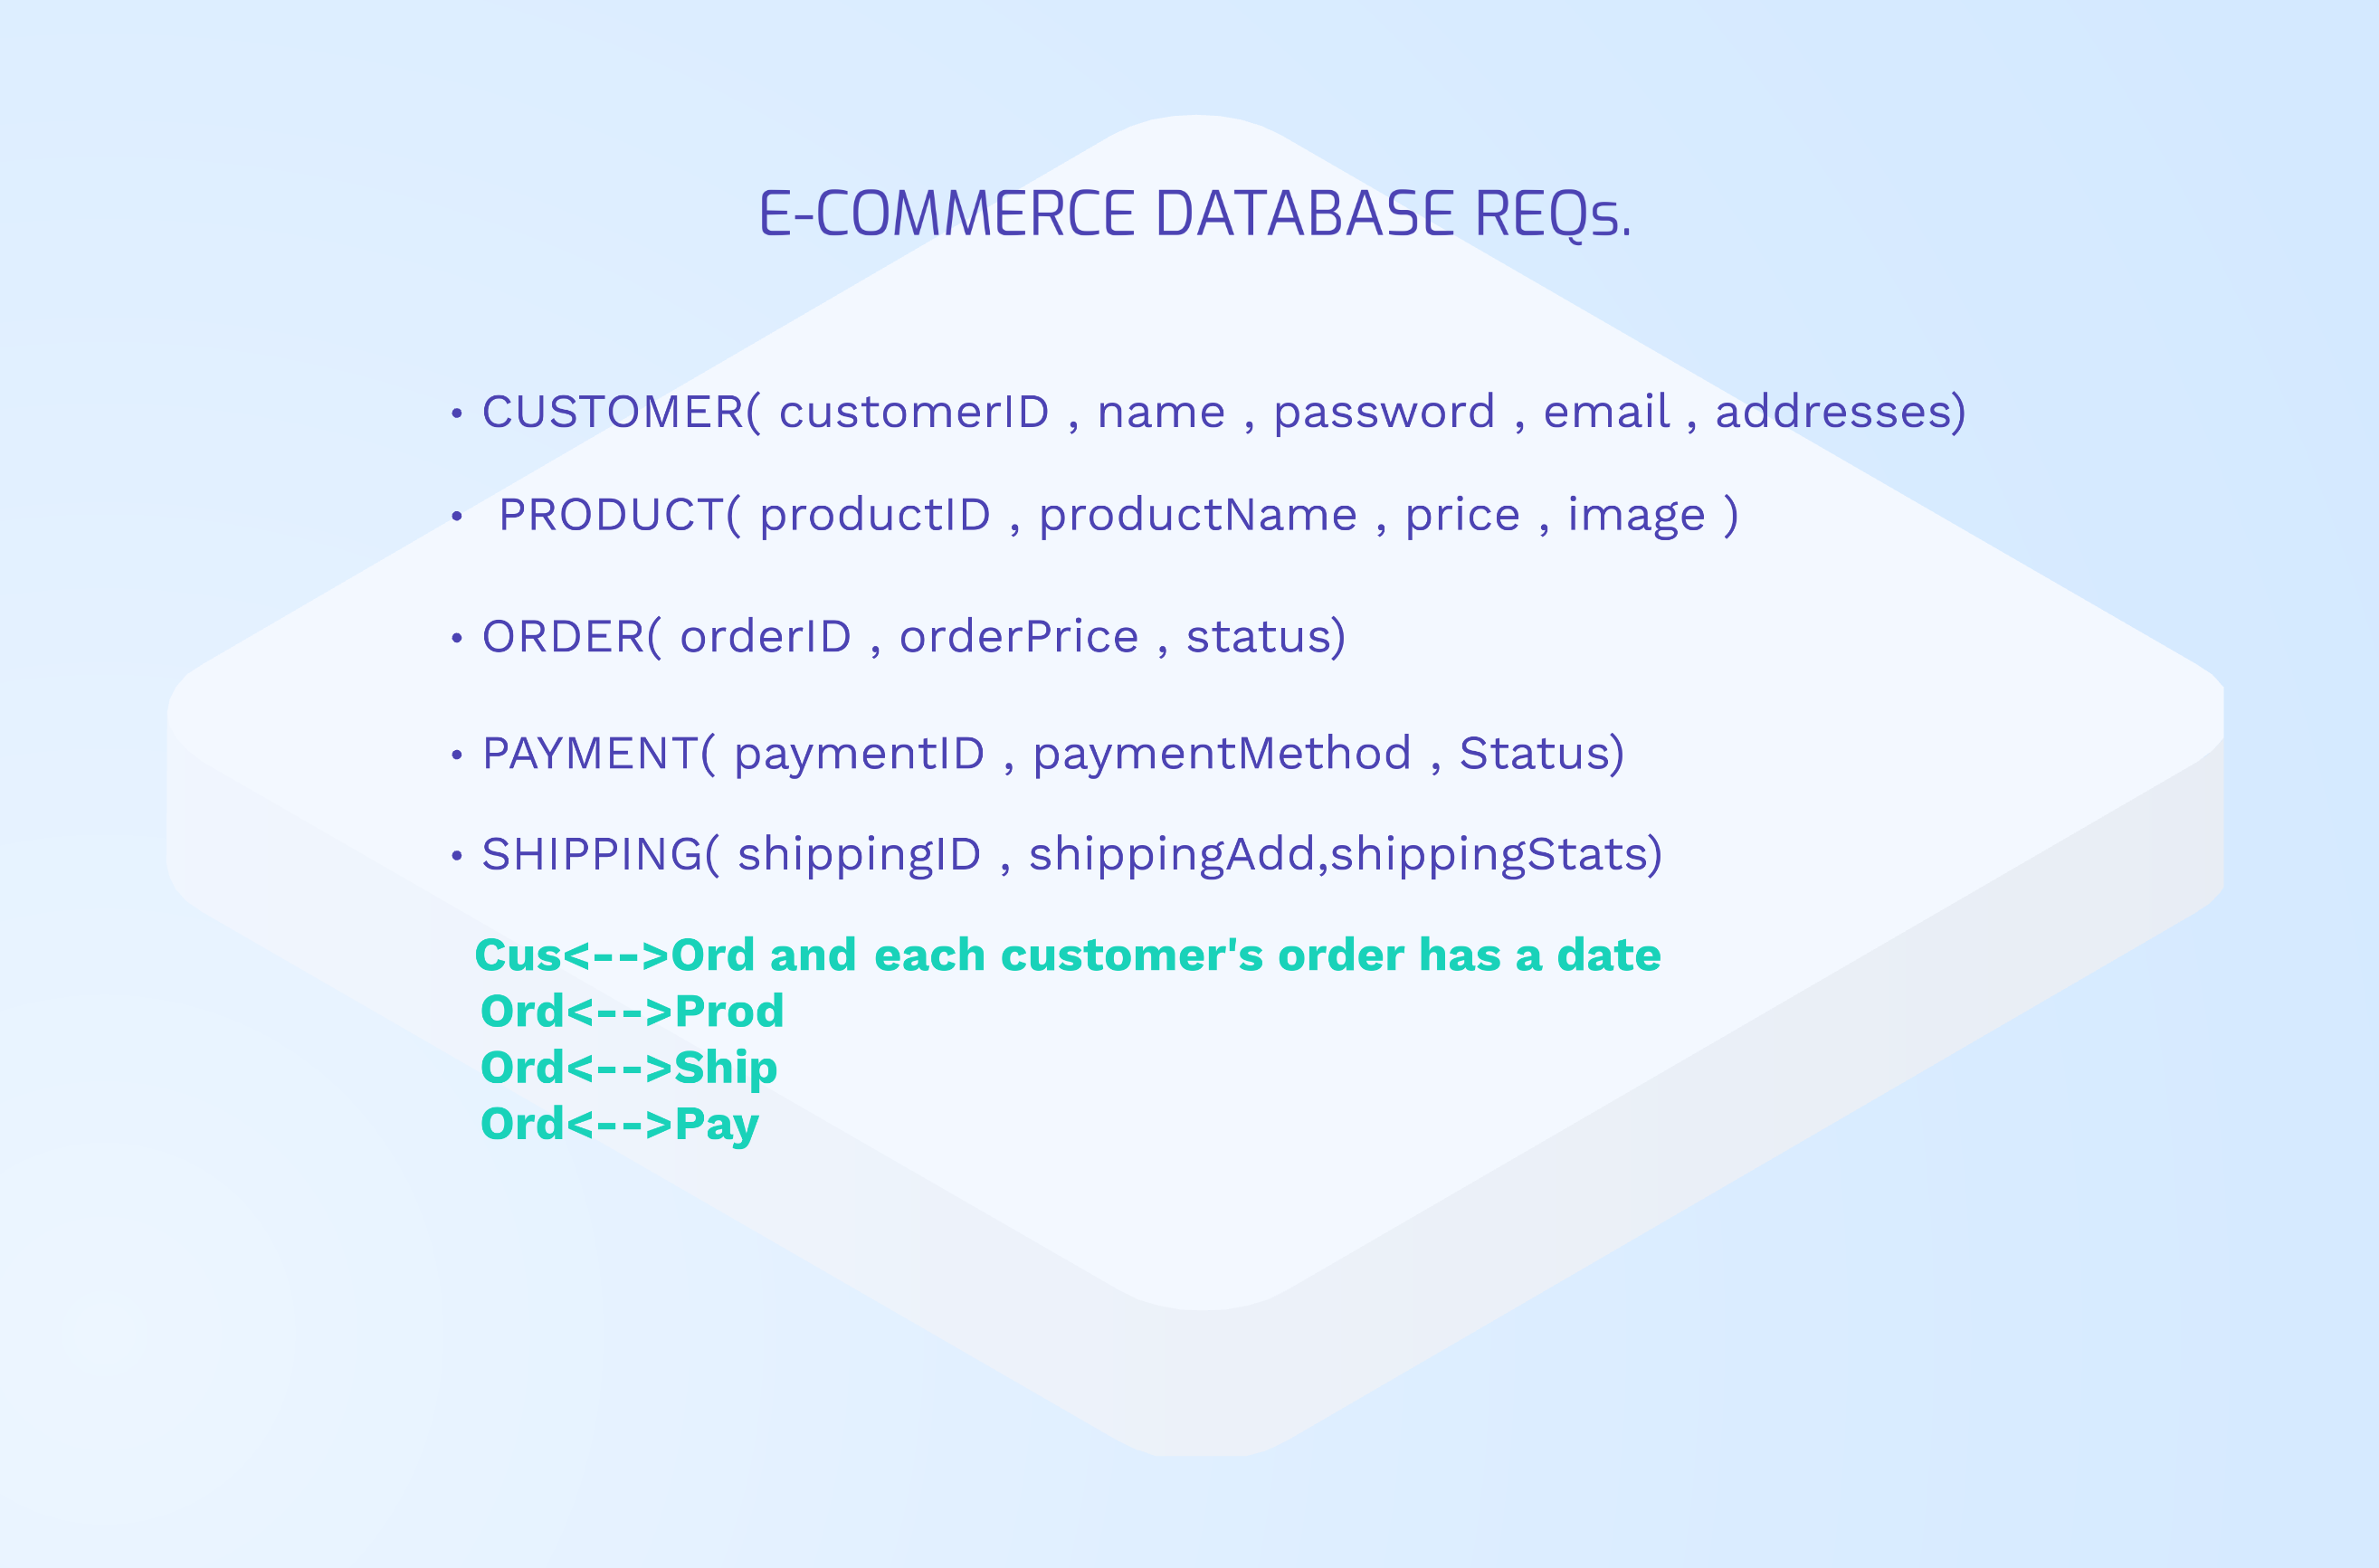 E-COMMERCE DATABASE REQs.
• CUSTOMER( customerID , name , password , email , addresses)
• PRODUCT( productID , productName , price , image )
• ORDER( orderID , orderPrice , status)
• PAYMENT( paymentID , paymentMethod , Status)
• SHIPPING( shippingID , shippingAdd,shippingStats)
Cus<-->Ord and each customer's order has a date
Ord<-->Prod
Ord<-->Ship
Ord<-->Pay